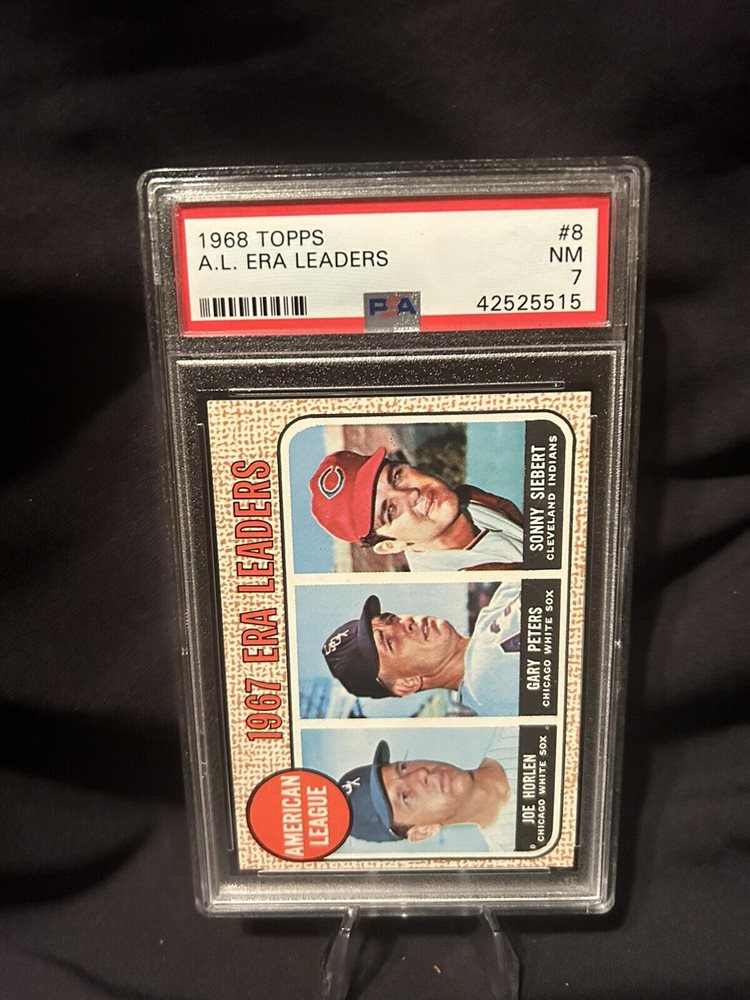 1968 TOPPS #8
A.L. ERA LEADERS NM
7
PSA 42525515
1967 ERA LEADERS
AMERICAN
LEAGUE
JOE HORLEN
CHICAGO WHITE SOX
GARY PETERS
CHICAGO WHITE SOX
SONNY SIEBERT
CLEVELAND INDIANS
C